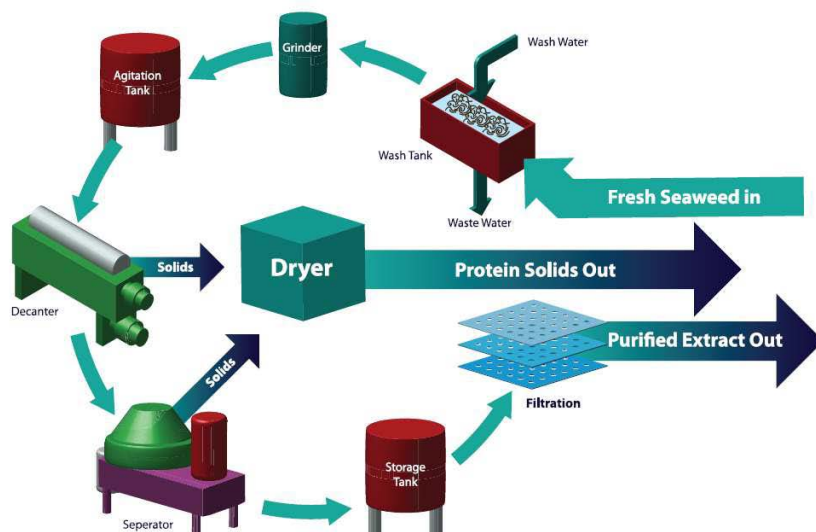 Wash Water
Grinder
Agitation
Tank
Wash Tank
Fresh Seaweed in
Waste Water
Solids
Dryer
Protein Solids Out
Decanter
Purified Extract Out
Solids
Filtration
Storage
Tank
Seperator